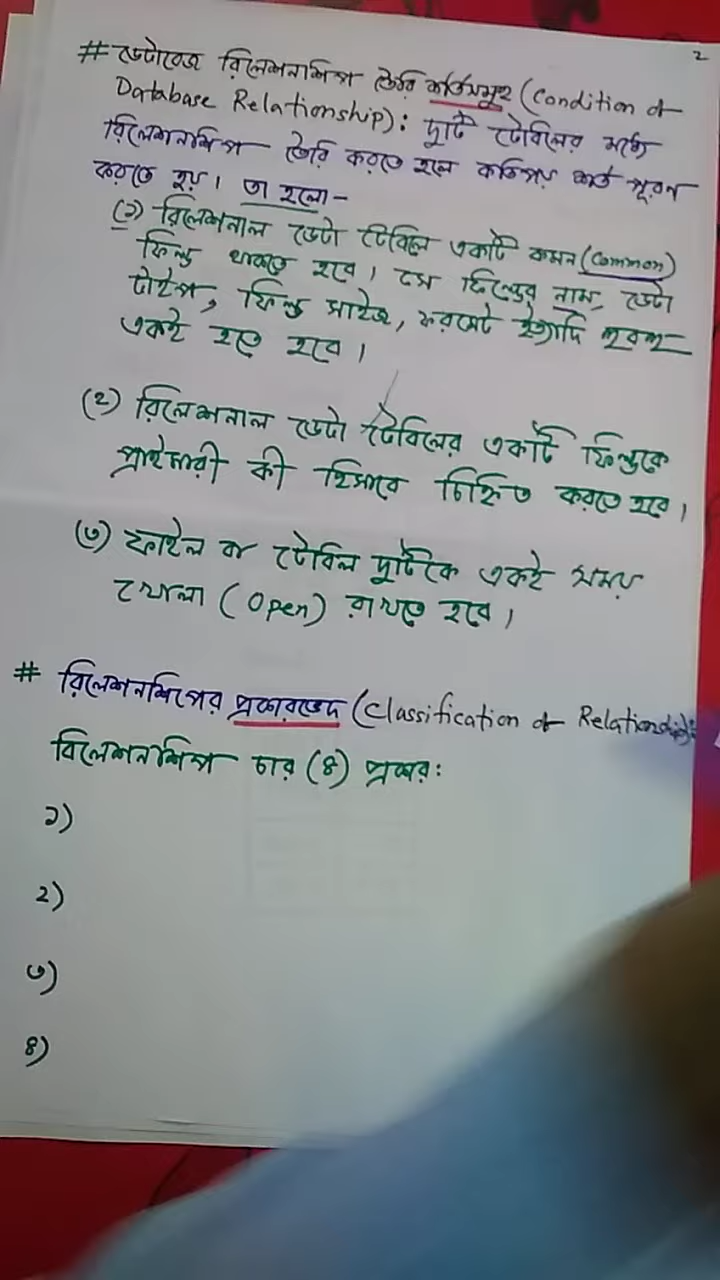 ২
# ডেটাবেজ রিলেশনশিপ তৈরি শর্তসমূহ (Condition of
Database Relationship): দুটি টেবিলের মধ্যে
রিলেশনশিপ তৈরি করতে হলে কতিপয় শর্ত পূরণ
করতে হয়। তা হলো-
(১) রিলেশনাল ডেটা টেবিলে একটি কমন (Common)
ফিল্ড থাকতে হবে। সে ফিল্ডের নাম, ডেটা
টাইপ, ফিল্ড সাইজ, ফরমেট ইত্যাদি হুবহু
একই হতে হবে।
(২) রিলেশনাল ডেটা টেবিলের একটি ফিল্ডকে
প্রাইমারী কী হিসাবে চিহ্নিত করতে হবে।
(৩) ফাইল বা টেবিল দুটিকে একই সময়
খোলা (Open) রাখতে হবে।
# রিলেশনশিপের প্রকারভেদ (Classification of Relationship):
রিলেশনশিপ চার (৪) প্রকার:
১)
২)
৩)
৪)